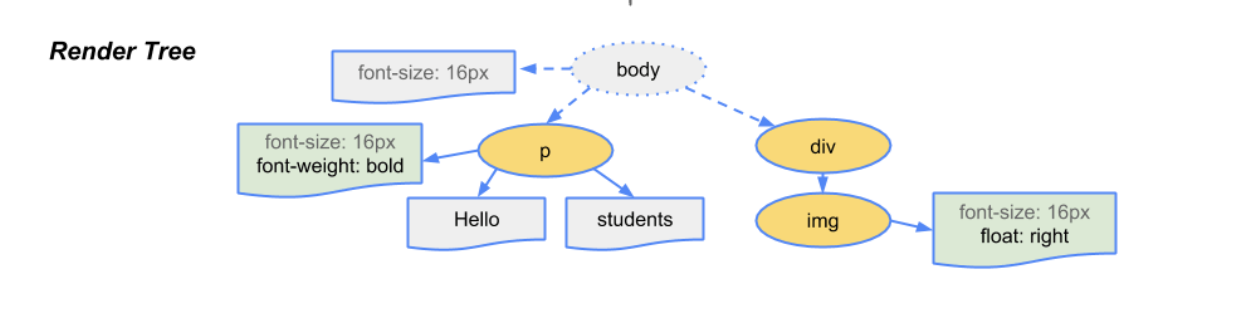 Render Tree
font-size: 16px
body
font-size: 16px
font-weight: bold
p
div
Hello
students
img
font-size: 16px
float: right